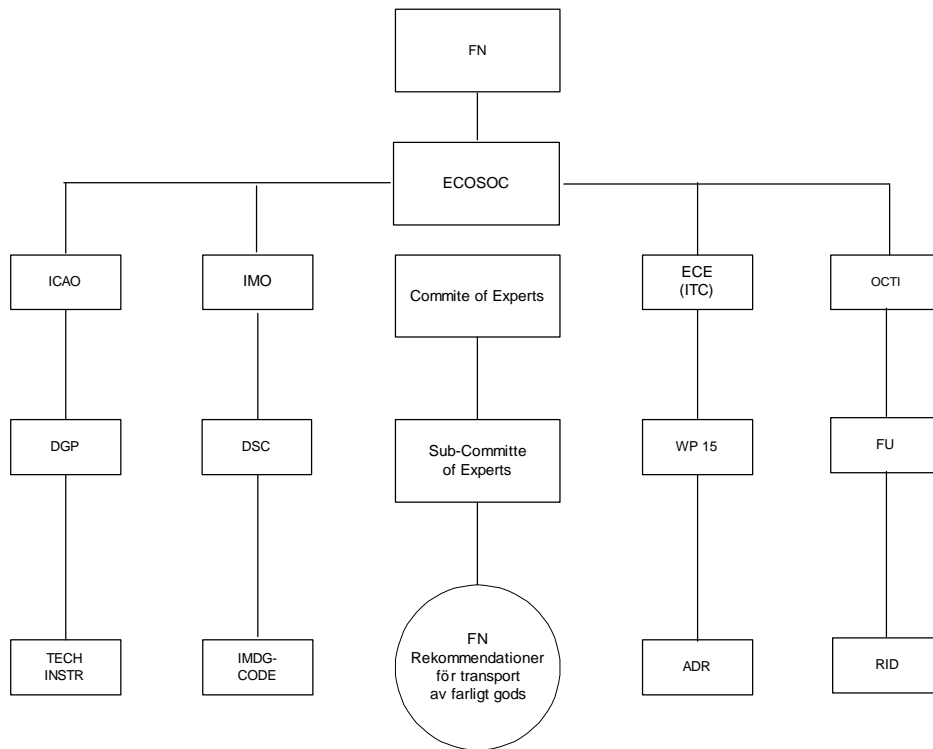 FN
ECOSOC
ICAO
IMO
Commite of Experts
ECE
(ITC)
OCTI
DGP
DSC
Sub-Committe
of Experts
WP 15
FU
TECH
INSTR
IMDG-
CODE
FN
Rekommendationer
för transport
av farligt gods
ADR
RID